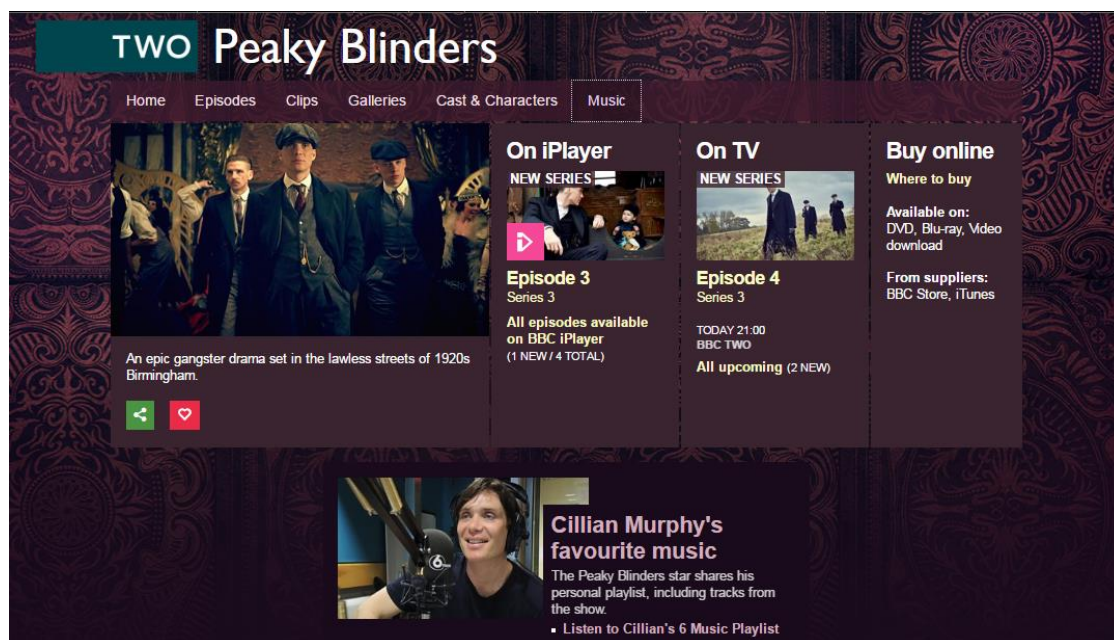 TWO Peaky Blinders
Home Episodes Clips Galleries Cast & Characters Music
An epic gangster drama set in the lawless streets of 1920s
Birmingham.
On iPlayer
NEW SERIES
Episode 3
Series 3
All episodes available
on BBC iPlayer
(1 NEW / 4 TOTAL)
On TV
NEW SERIES
Episode 4
Series 3
TODAY 21:00
BBC TWO
All upcoming (2 NEW)
Buy online
Where to buy
Available on:
DVD, Blu-ray, Video
download
From suppliers:
BBC Store, iTunes
6
Cillian Murphy's
favourite music
The Peaky Blinders star shares his
personal playlist, including tracks from
the show.
Listen to Cillian's 6 Music Playlist